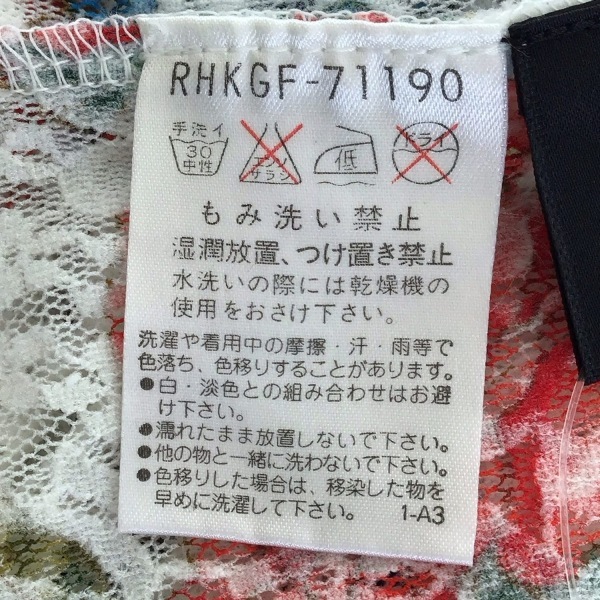 RHKGF-71190
手洗イ
30
中性
エンソ
サラシ
低
ドライ
もみ洗い禁止
湿潤放置、つけ置き禁止
水洗いの際には乾燥機の
使用をおさけ下さい。
洗濯や着用中の摩擦・汗・雨等で
色落ち、色移りすることがあります。
●白・淡色との組み合わせはお避
け下さい。
●濡れたまま放置しないで下さい。
●他の物と一緒に洗わないで下さい。
●色移りした場合は、移染した物を
早めに洗濯して下さい。 1-A3